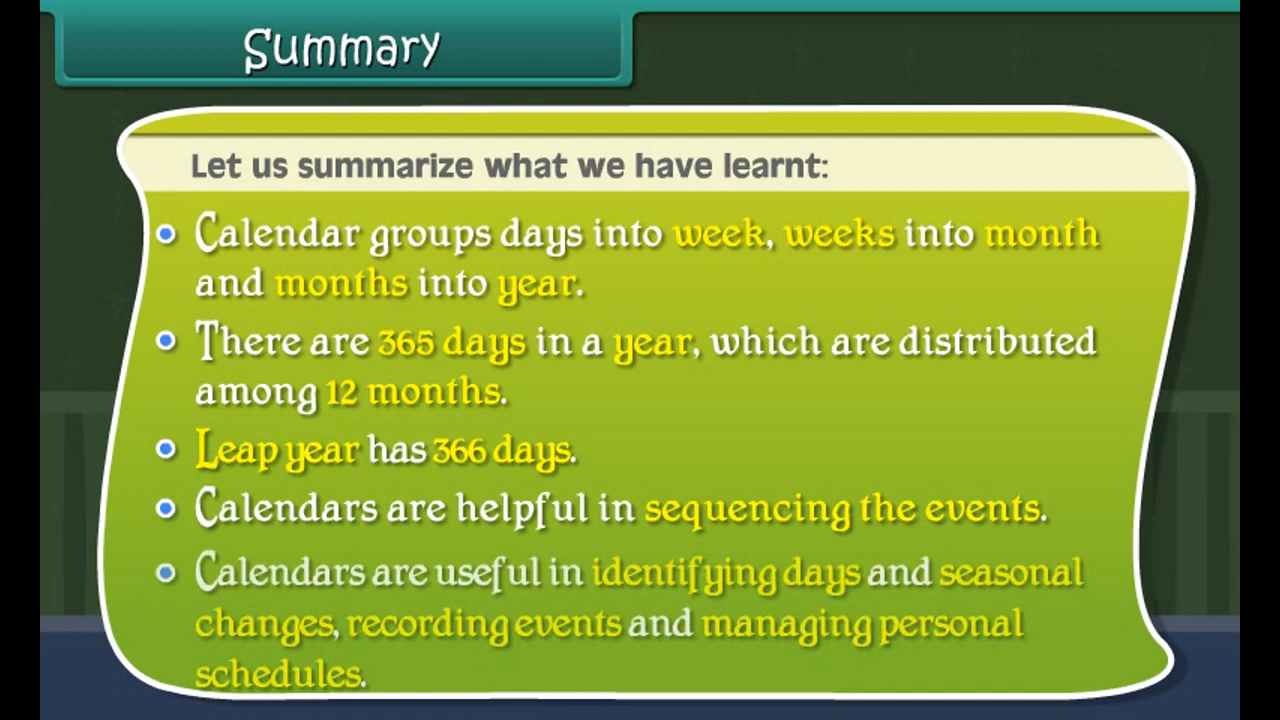 Summary
Let us summarize what we have learnt:
Calendar groups days into week, weeks into month
and months into year.
There are 365 days in a year, which are distributed
among 12 months.
Leap year has 366 days.
Calendars are helpful in sequencing the events.
Calendars are useful in identifying days and seasonal
changes, recording events and managing personal
schedules.